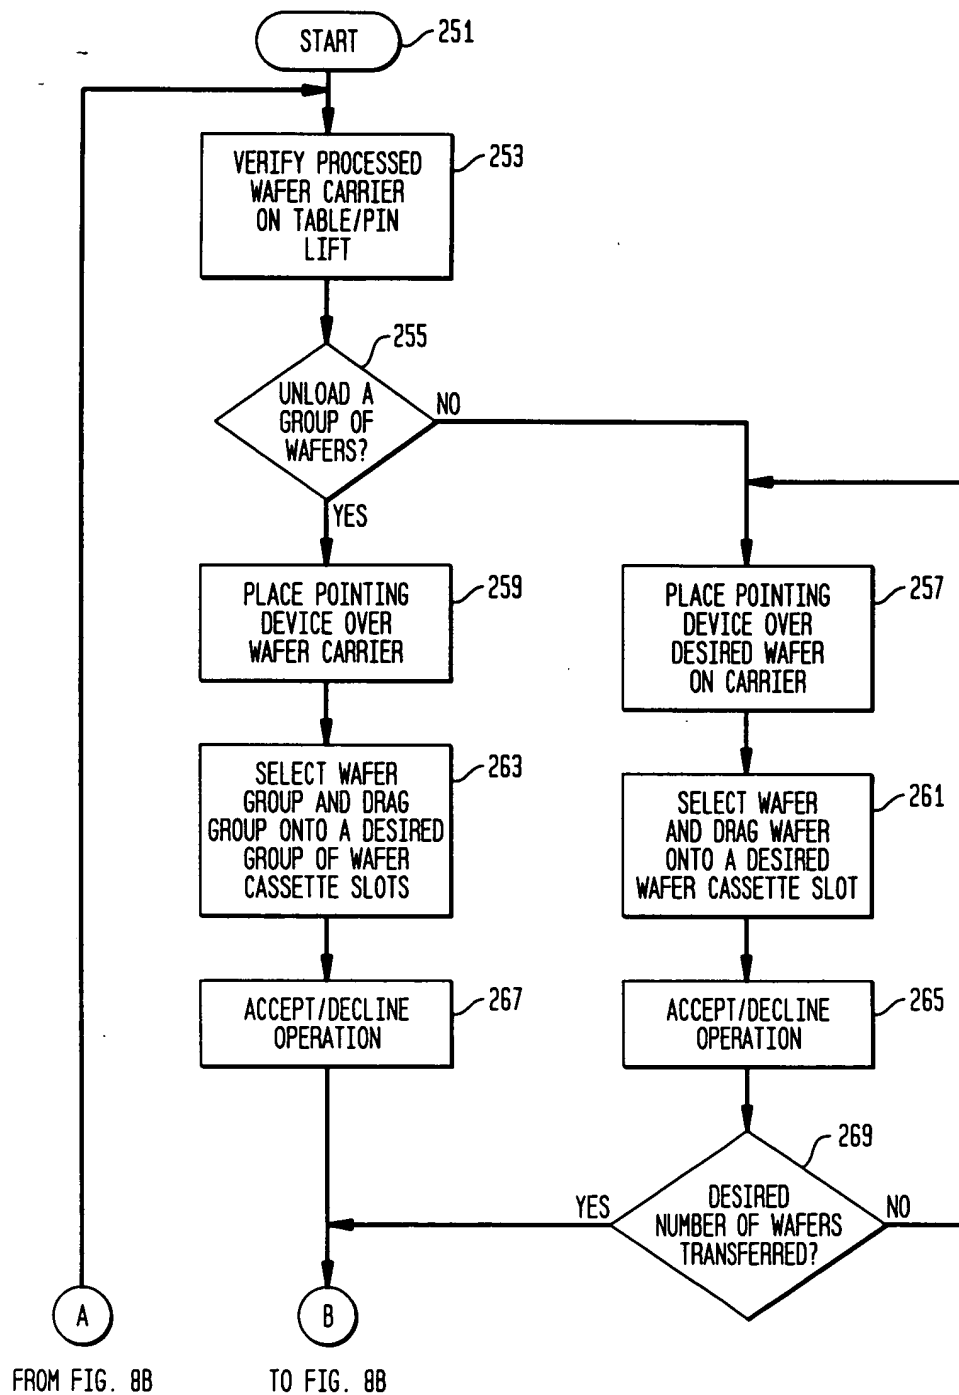 START
251
VERIFY PROCESSED
WAFER CARRIER
ON TABLE/PIN
LIFT
253
UNLOAD A
GROUP OF
WAFERS?
255
NO
YES
PLACE POINTING
DEVICE OVER
WAFER CARRIER
259
PLACE POINTING
DEVICE OVER
DESIRED WAFER
ON CARRIER
257
SELECT WAFER
GROUP AND DRAG
GROUP ONTO A DESIRED
GROUP OF WAFER
CASSETTE SLOTS
263
SELECT WAFER
AND DRAG WAFER
ONTO A DESIRED
WAFER CASSETTE SLOT
261
ACCEPT/DECLINE
OPERATION
267
ACCEPT/DECLINE
OPERATION
265
DESIRED
NUMBER OF WAFERS
TRANSFERRED?
269
YES
NO
A
B
FROM FIG. 8B
TO FIG. 8B